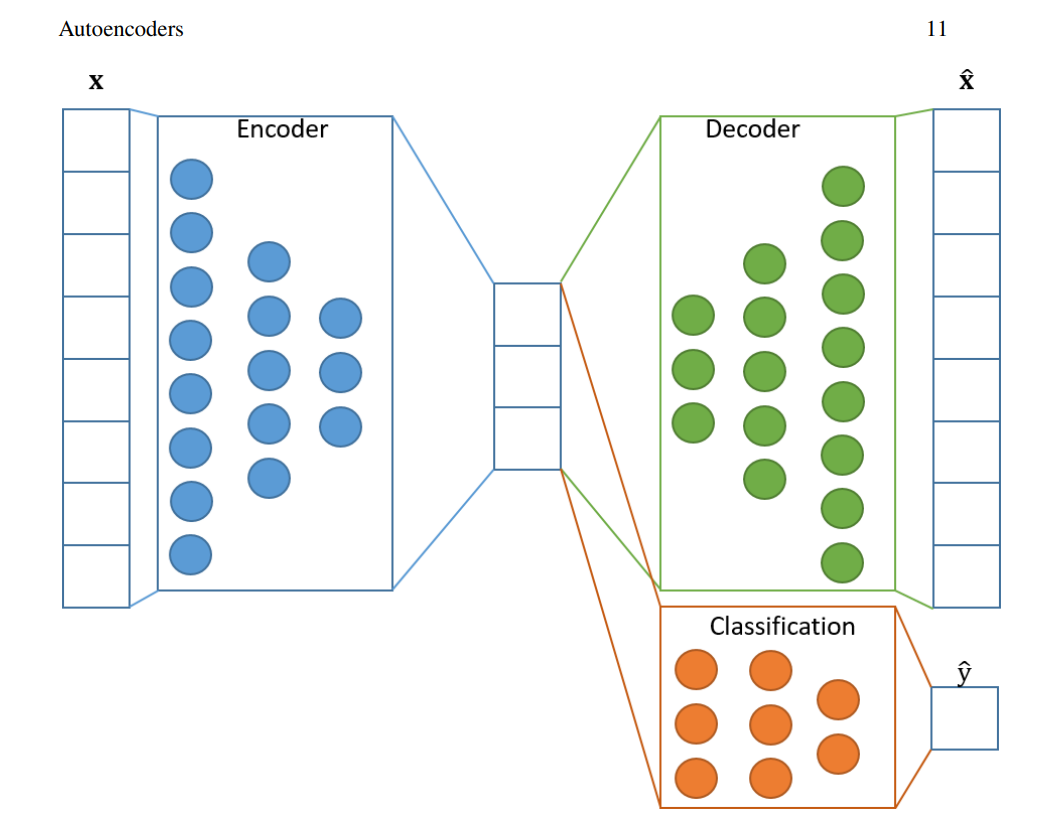 Autoencoders 11
x x̂
Encoder Decoder
Classification
ŷ